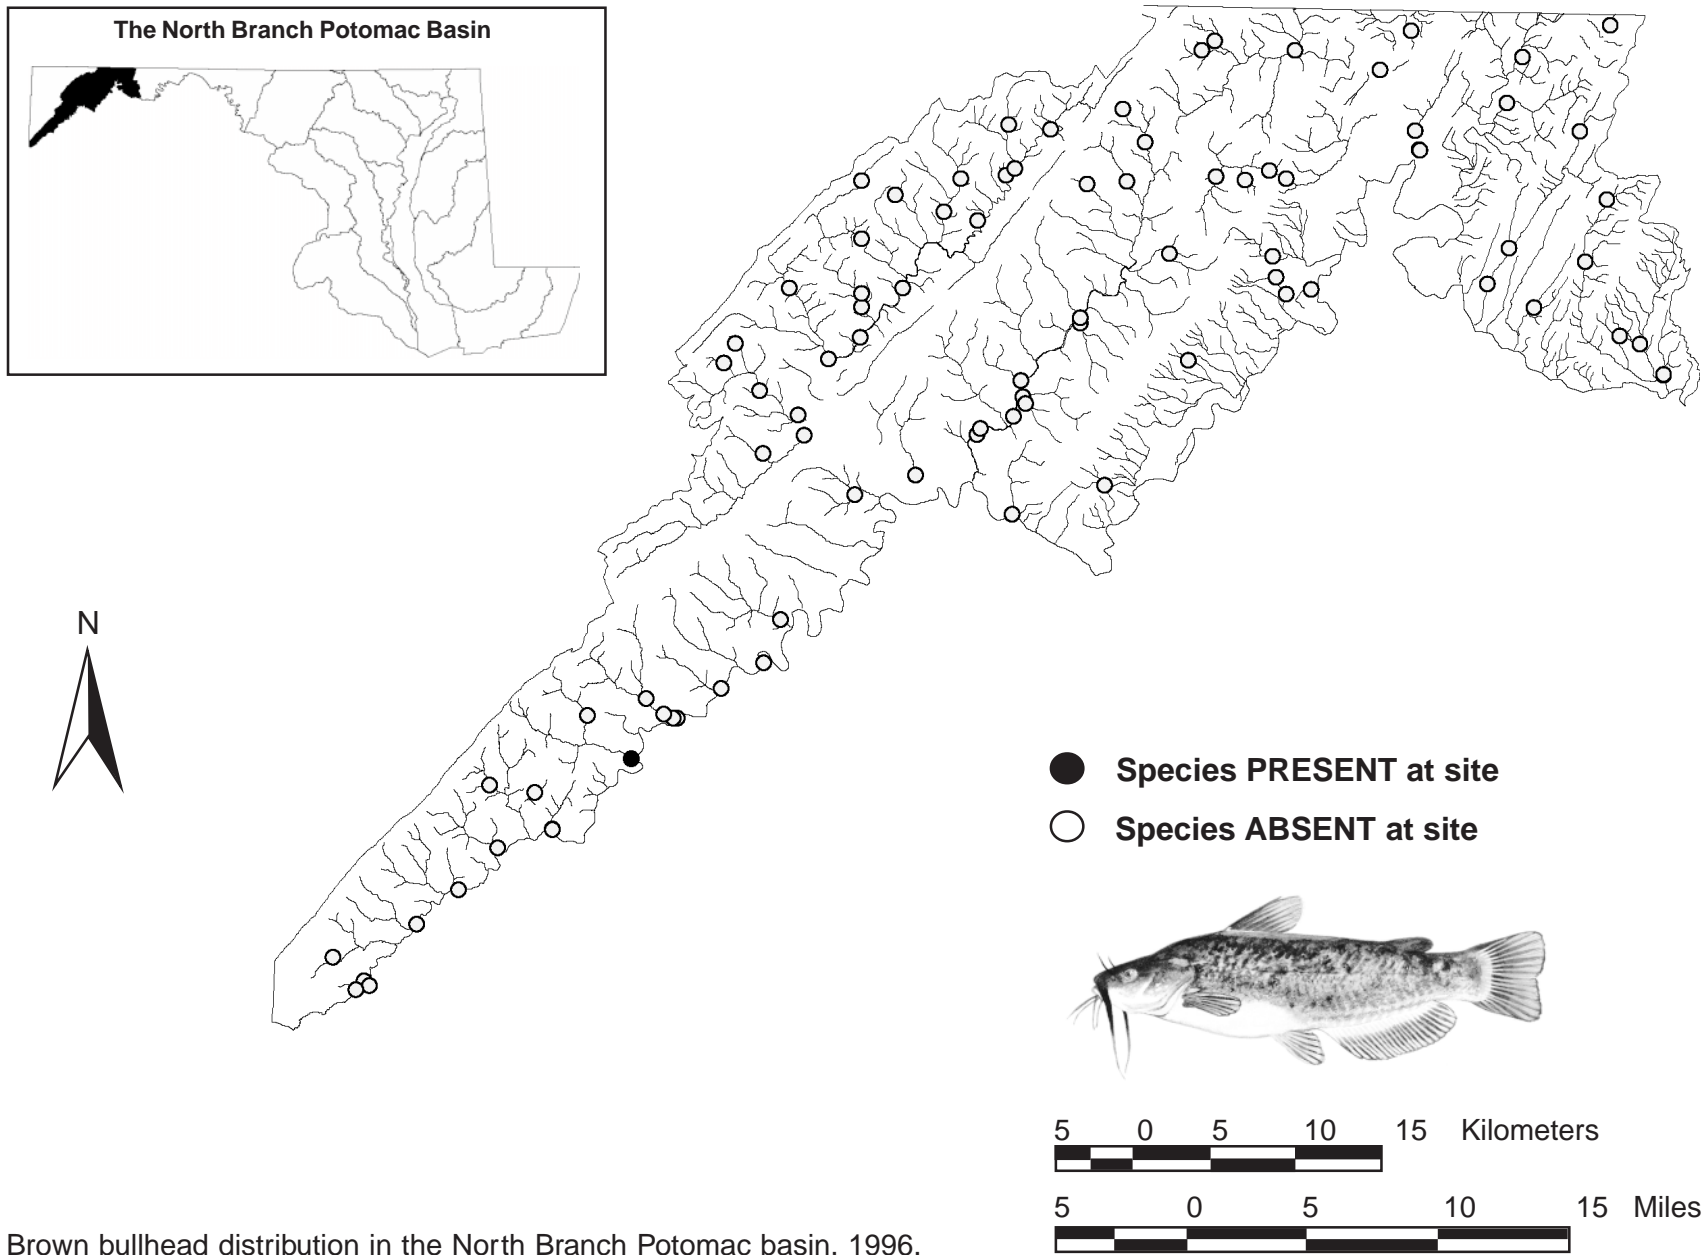 The North Branch Potomac Basin
N
Species PRESENT at site
Species ABSENT at site
5 0 5 10 15 Kilometers
5 0 5 10 15 Miles
Brown bullhead distribution in the North Branch Potomac basin, 1996.